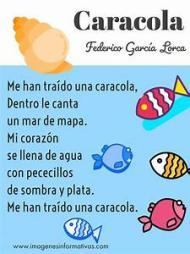 Caracola
Federico García Lorca
Me han traído una caracola,
Dentro le canta
un mar de mapa.
Mi corazón
se llena de agua
con pececillos
de sombra y plata.
Me han traído una caracola.
www.imagenesinformativas.com